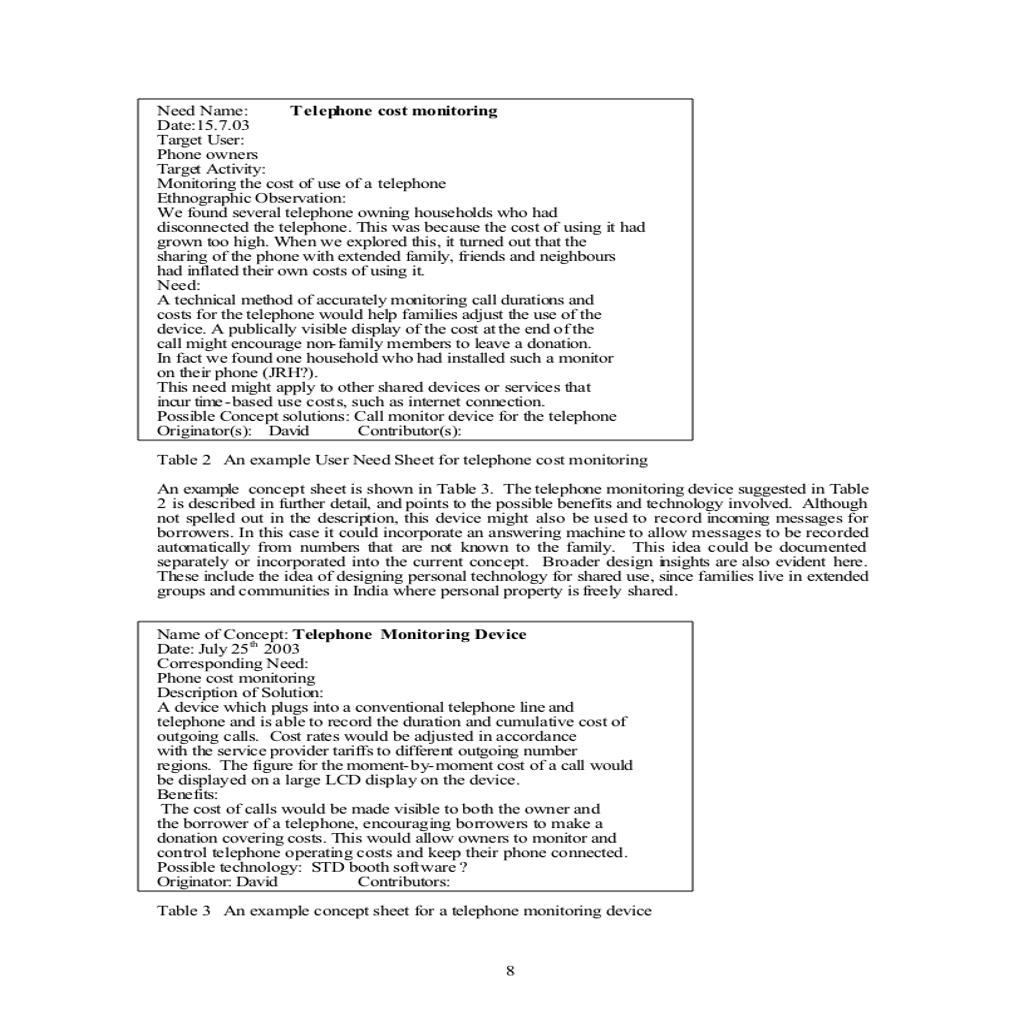 Need Name: Telephone cost monitoring
Date:15.7.03
Target User:
Phone owners
Target Activity:
Monitoring the cost of use of a telephone
Ethnographic Observation:
We found several telephone owning households who had
disconnected the telephone. This was because the cost of using it had
grown too high. When we explored this, it turned out that the
sharing of the phone with extended family, friends and neighbours
had inflated their own costs of using it.
Need:
A technical method of accurately monitoring call durations and
costs for the telephone would help families adjust the use of the
device. A publically visible display of the cost at the end of the
call might encourage non-family members to leave a donation.
In fact we found one household who had installed such a monitor
on their phone (JRH?).
This need might apply to other shared devices or services that
incur time-based use costs, such as internet connection.
Possible Concept solutions: Call monitor device for the telephone
Originator(s): David Contributor(s):
Table 2 An example User Need Sheet for telephone cost monitoring
An example concept sheet is shown in Table 3. The telephone monitoring device suggested in Table
2 is described in further detail, and points to the possible benefits and technology involved. Although
not spelled out in the description, this device might also be used to record incoming messages for
borrowers. In this case it could incorporate an answering machine to allow messages to be recorded
automatically from numbers that are not known to the family. This idea could be documented
separately or incorporated into the current concept. Broader design insights are also evident here.
These include the idea of designing personal technology for shared use, since families live in extended
groups and communities in India where personal property is freely shared.
Name of Concept: Telephone Monitoring Device
Date: July 25th 2003
Corresponding Need:
Phone cost monitoring
Description of Solution:
A device which plugs into a conventional telephone line and
telephone and is able to record the duration and cumulative cost of
outgoing calls. Cost rates would be adjusted in accordance
with the service provider tariffs to different outgoing number
regions. The figure for the moment-by-moment cost of a call would
be displayed on a large LCD display on the device.
Benefits:
The cost of calls would be made visible to both the owner and
the borrower of a telephone, encouraging borrowers to make a
donation covering costs. This would allow owners to monitor and
control telephone operating costs and keep their phone connected.
Possible technology: STD booth software ?
Originator: David Contributors:
Table 3 An example concept sheet for a telephone monitoring device
8